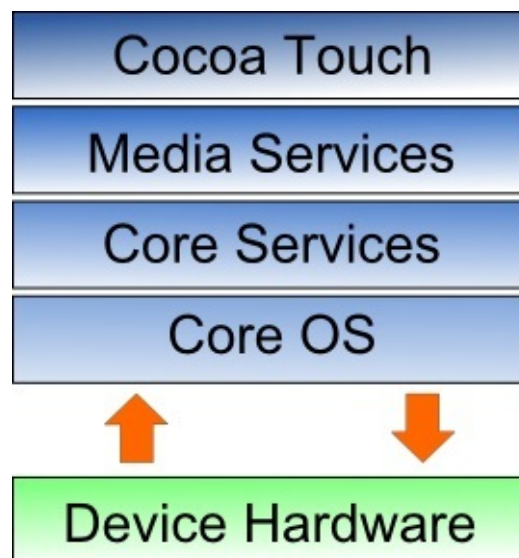 Cocoa Touch
Media Services
Core Services
Core OS
Device Hardware